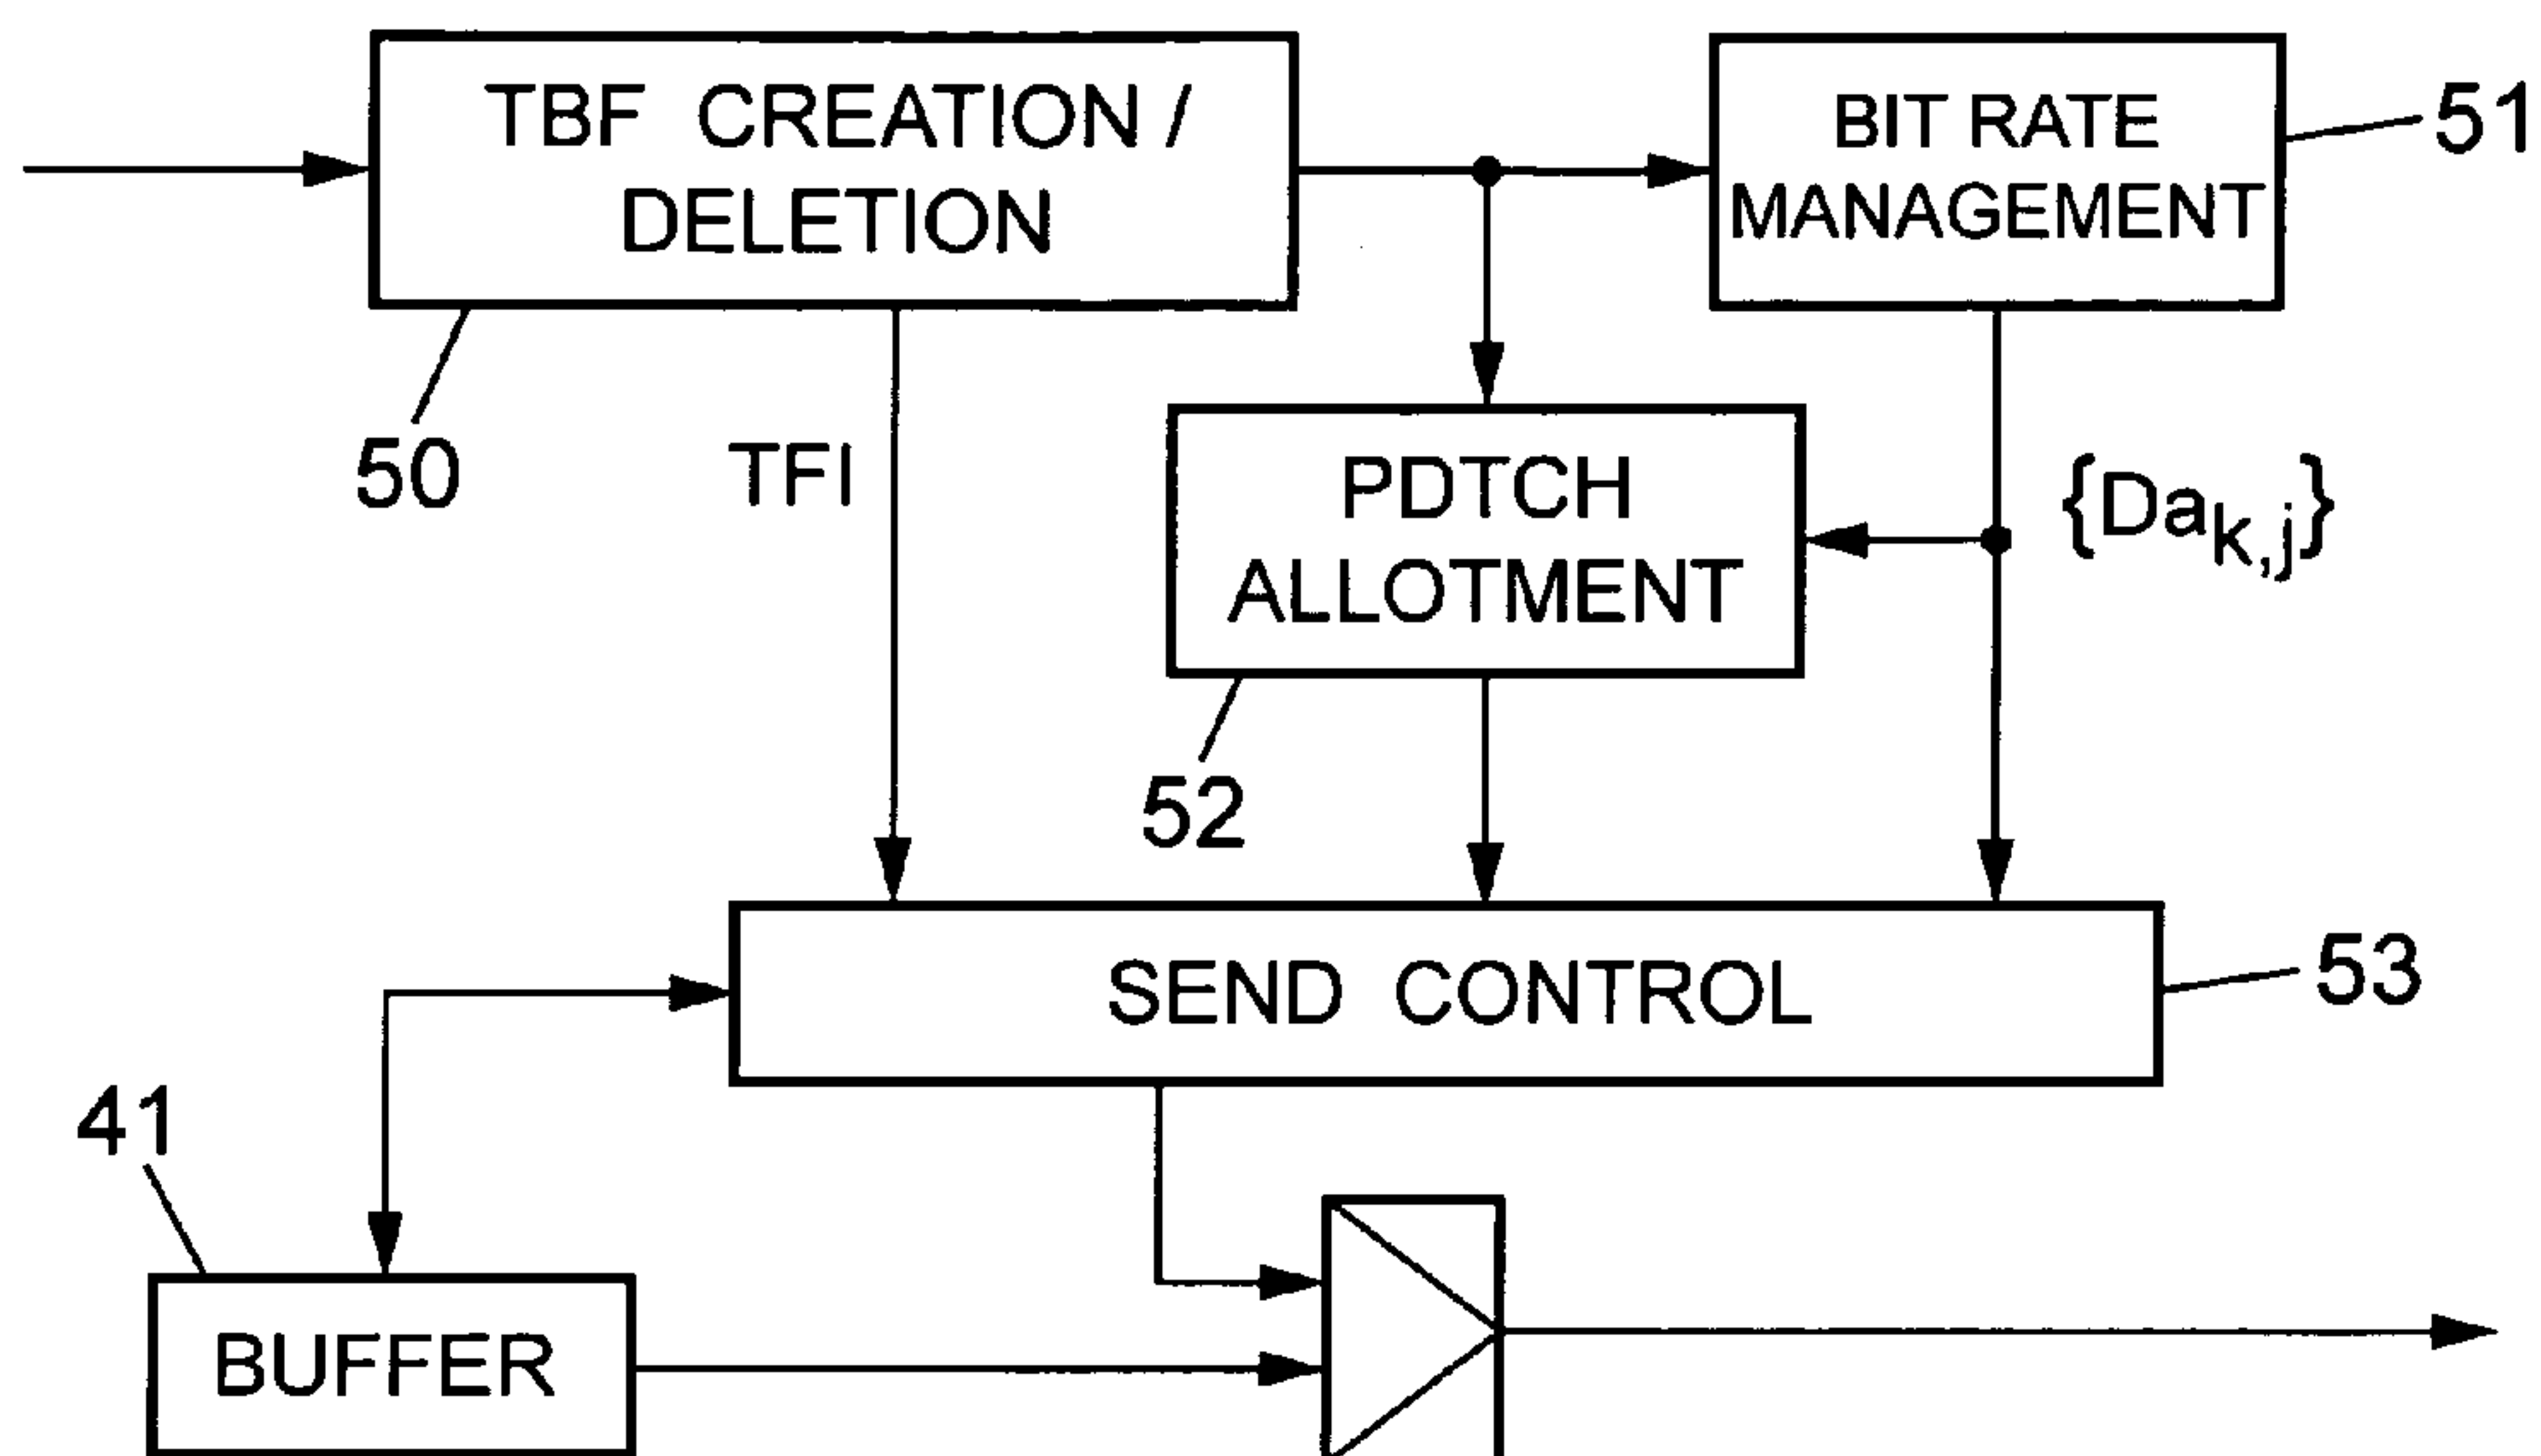 TBF CREATION /
DELETION
BIT RATE
MANAGEMENT
51
50
TFI
PDTCH
ALLOTMENT
{Da_k,j}
52
SEND CONTROL
53
41
BUFFER